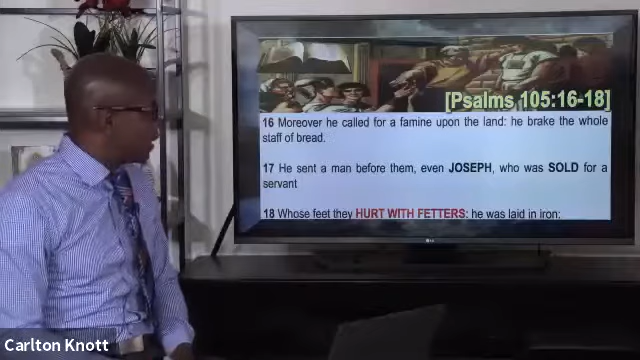 [Psalms 105:16-18]
16 Moreover he called for a famine upon the land: he brake the whole
staff of bread.
17 He sent a man before them, even JOSEPH, who was SOLD for a
servant
18 Whose feet they HURT WITH FETTERS: he was laid in iron:
LG
Carlton Knott